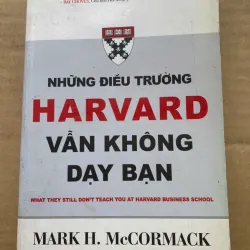 NHỮNG ĐIỀU TRƯỜNG
HARVARD
VẪN KHÔNG
DẠY BẠN
WHAT THEY STILL DON'T TEACH YOU AT HARVARD BUSINESS SCHOOL
MARK H. McCORMACK